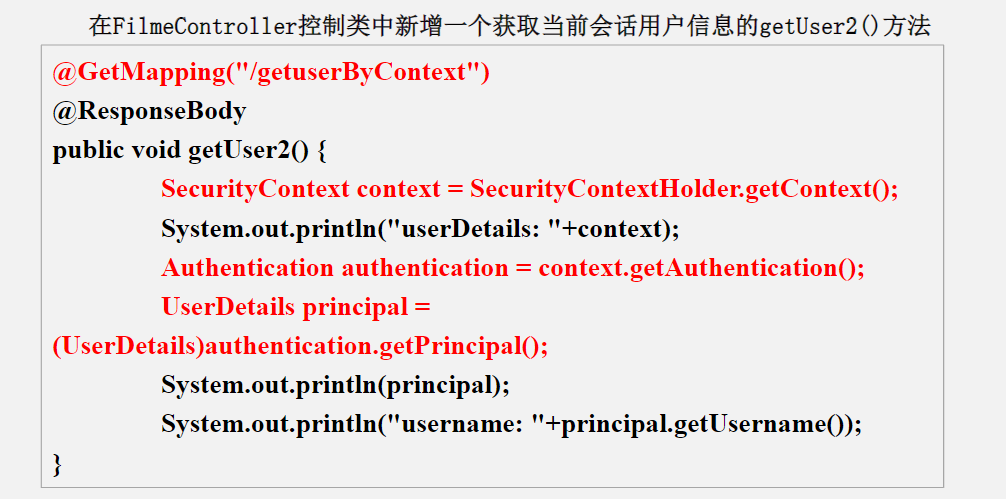 在FilmeController控制类中新增一个获取当前会话用户信息的getUser2()方法
@GetMapping("/getuserByContext")
@ResponseBody
public void getUser2() {
SecurityContext context = SecurityContextHolder.getContext();
System.out.println("userDetails: "+context);
Authentication authentication = context.getAuthentication();
UserDetails principal =
(UserDetails)authentication.getPrincipal();
System.out.println(principal);
System.out.println("username: "+principal.getUsername());
}